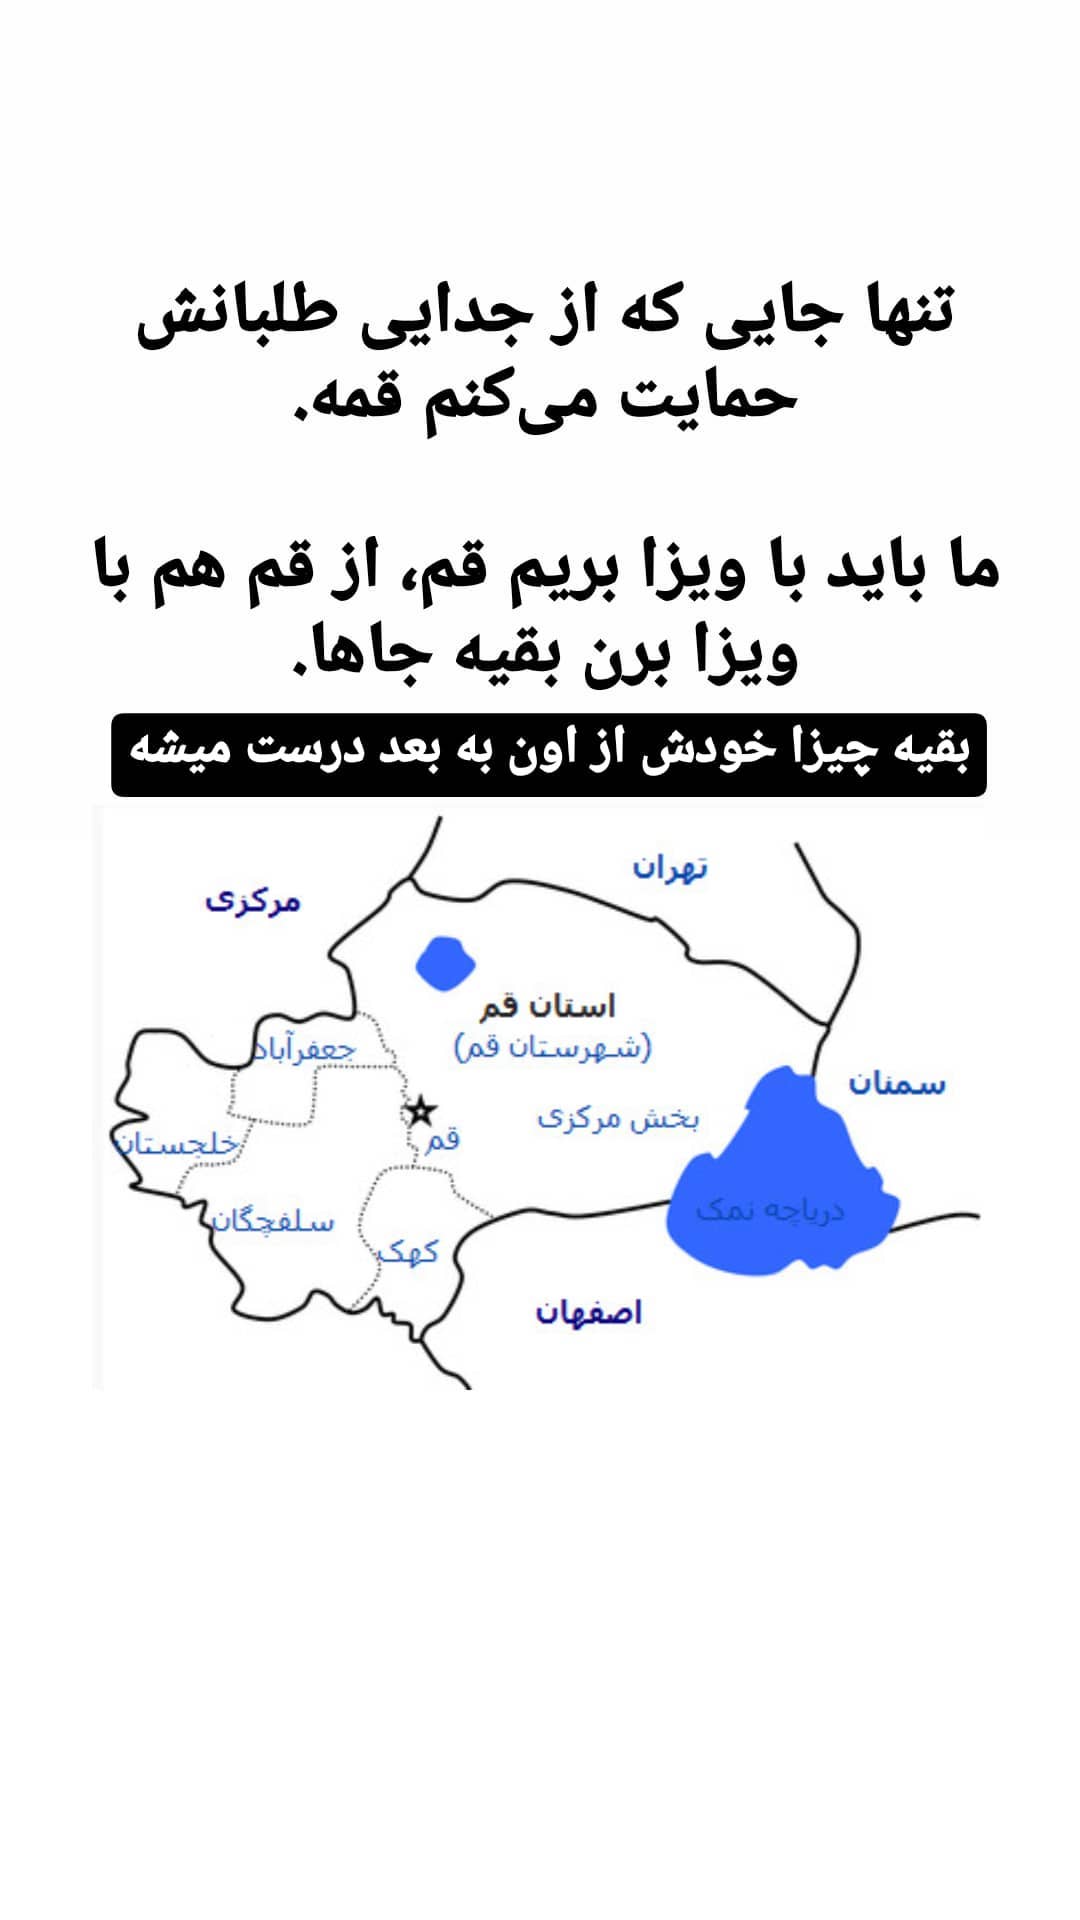 تنها جایی که از جدایی طلبانش
حمایت می‌کنم قمه.
ما باید با ویزا بریم قم، از قم هم با
ویزا برن بقیه جاها.
بقیه چیزا خودش از اون به بعد درست میشه
تهران
مرکزی
استان قم
(شهرستان قم)
جعفرآباد
سمنان
بخش مرکزی
قم
خلجستان
دریاچه نمک
سلفچگان
کهک
اصفهان